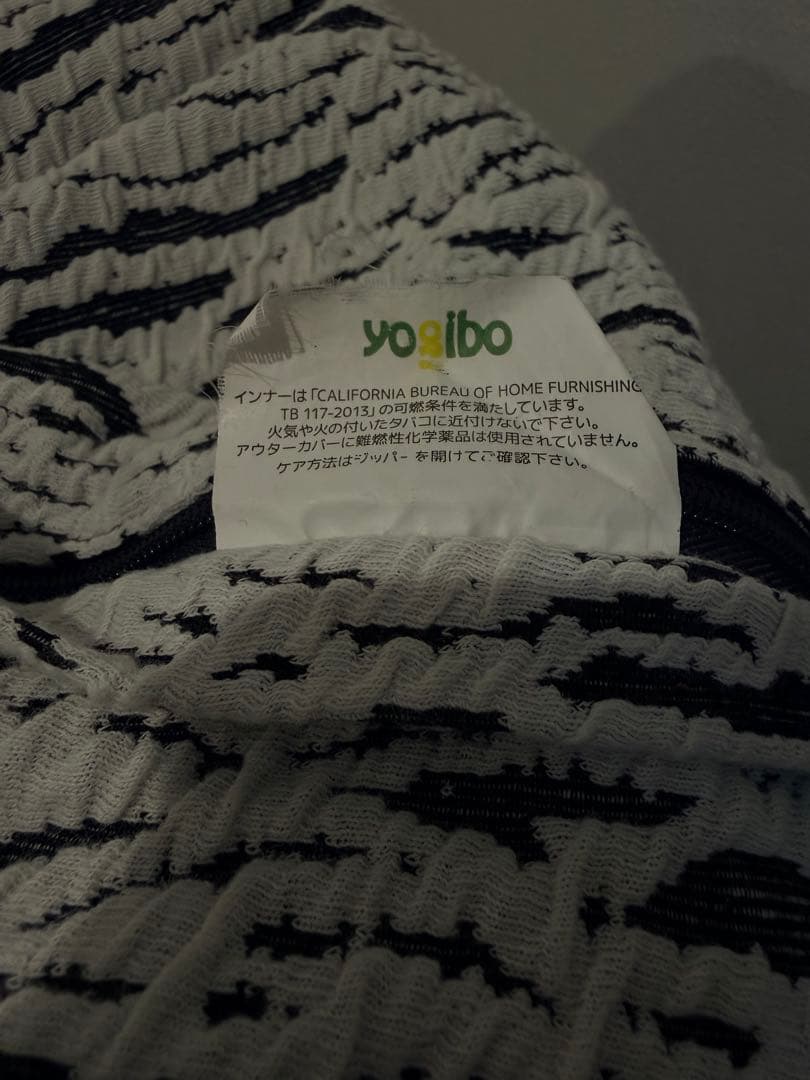 yogibo
インナーは「CALIFORNIA BUREAU OF HOME FURNISHING
TB 117-2013」の可燃条件を満たしています。
火気や火の付いたタバコに近付けないで下さい。
アウターカバーに難燃性化学薬品は使用されていません。
ケア方法はジッパーを開けてご確認下さい。